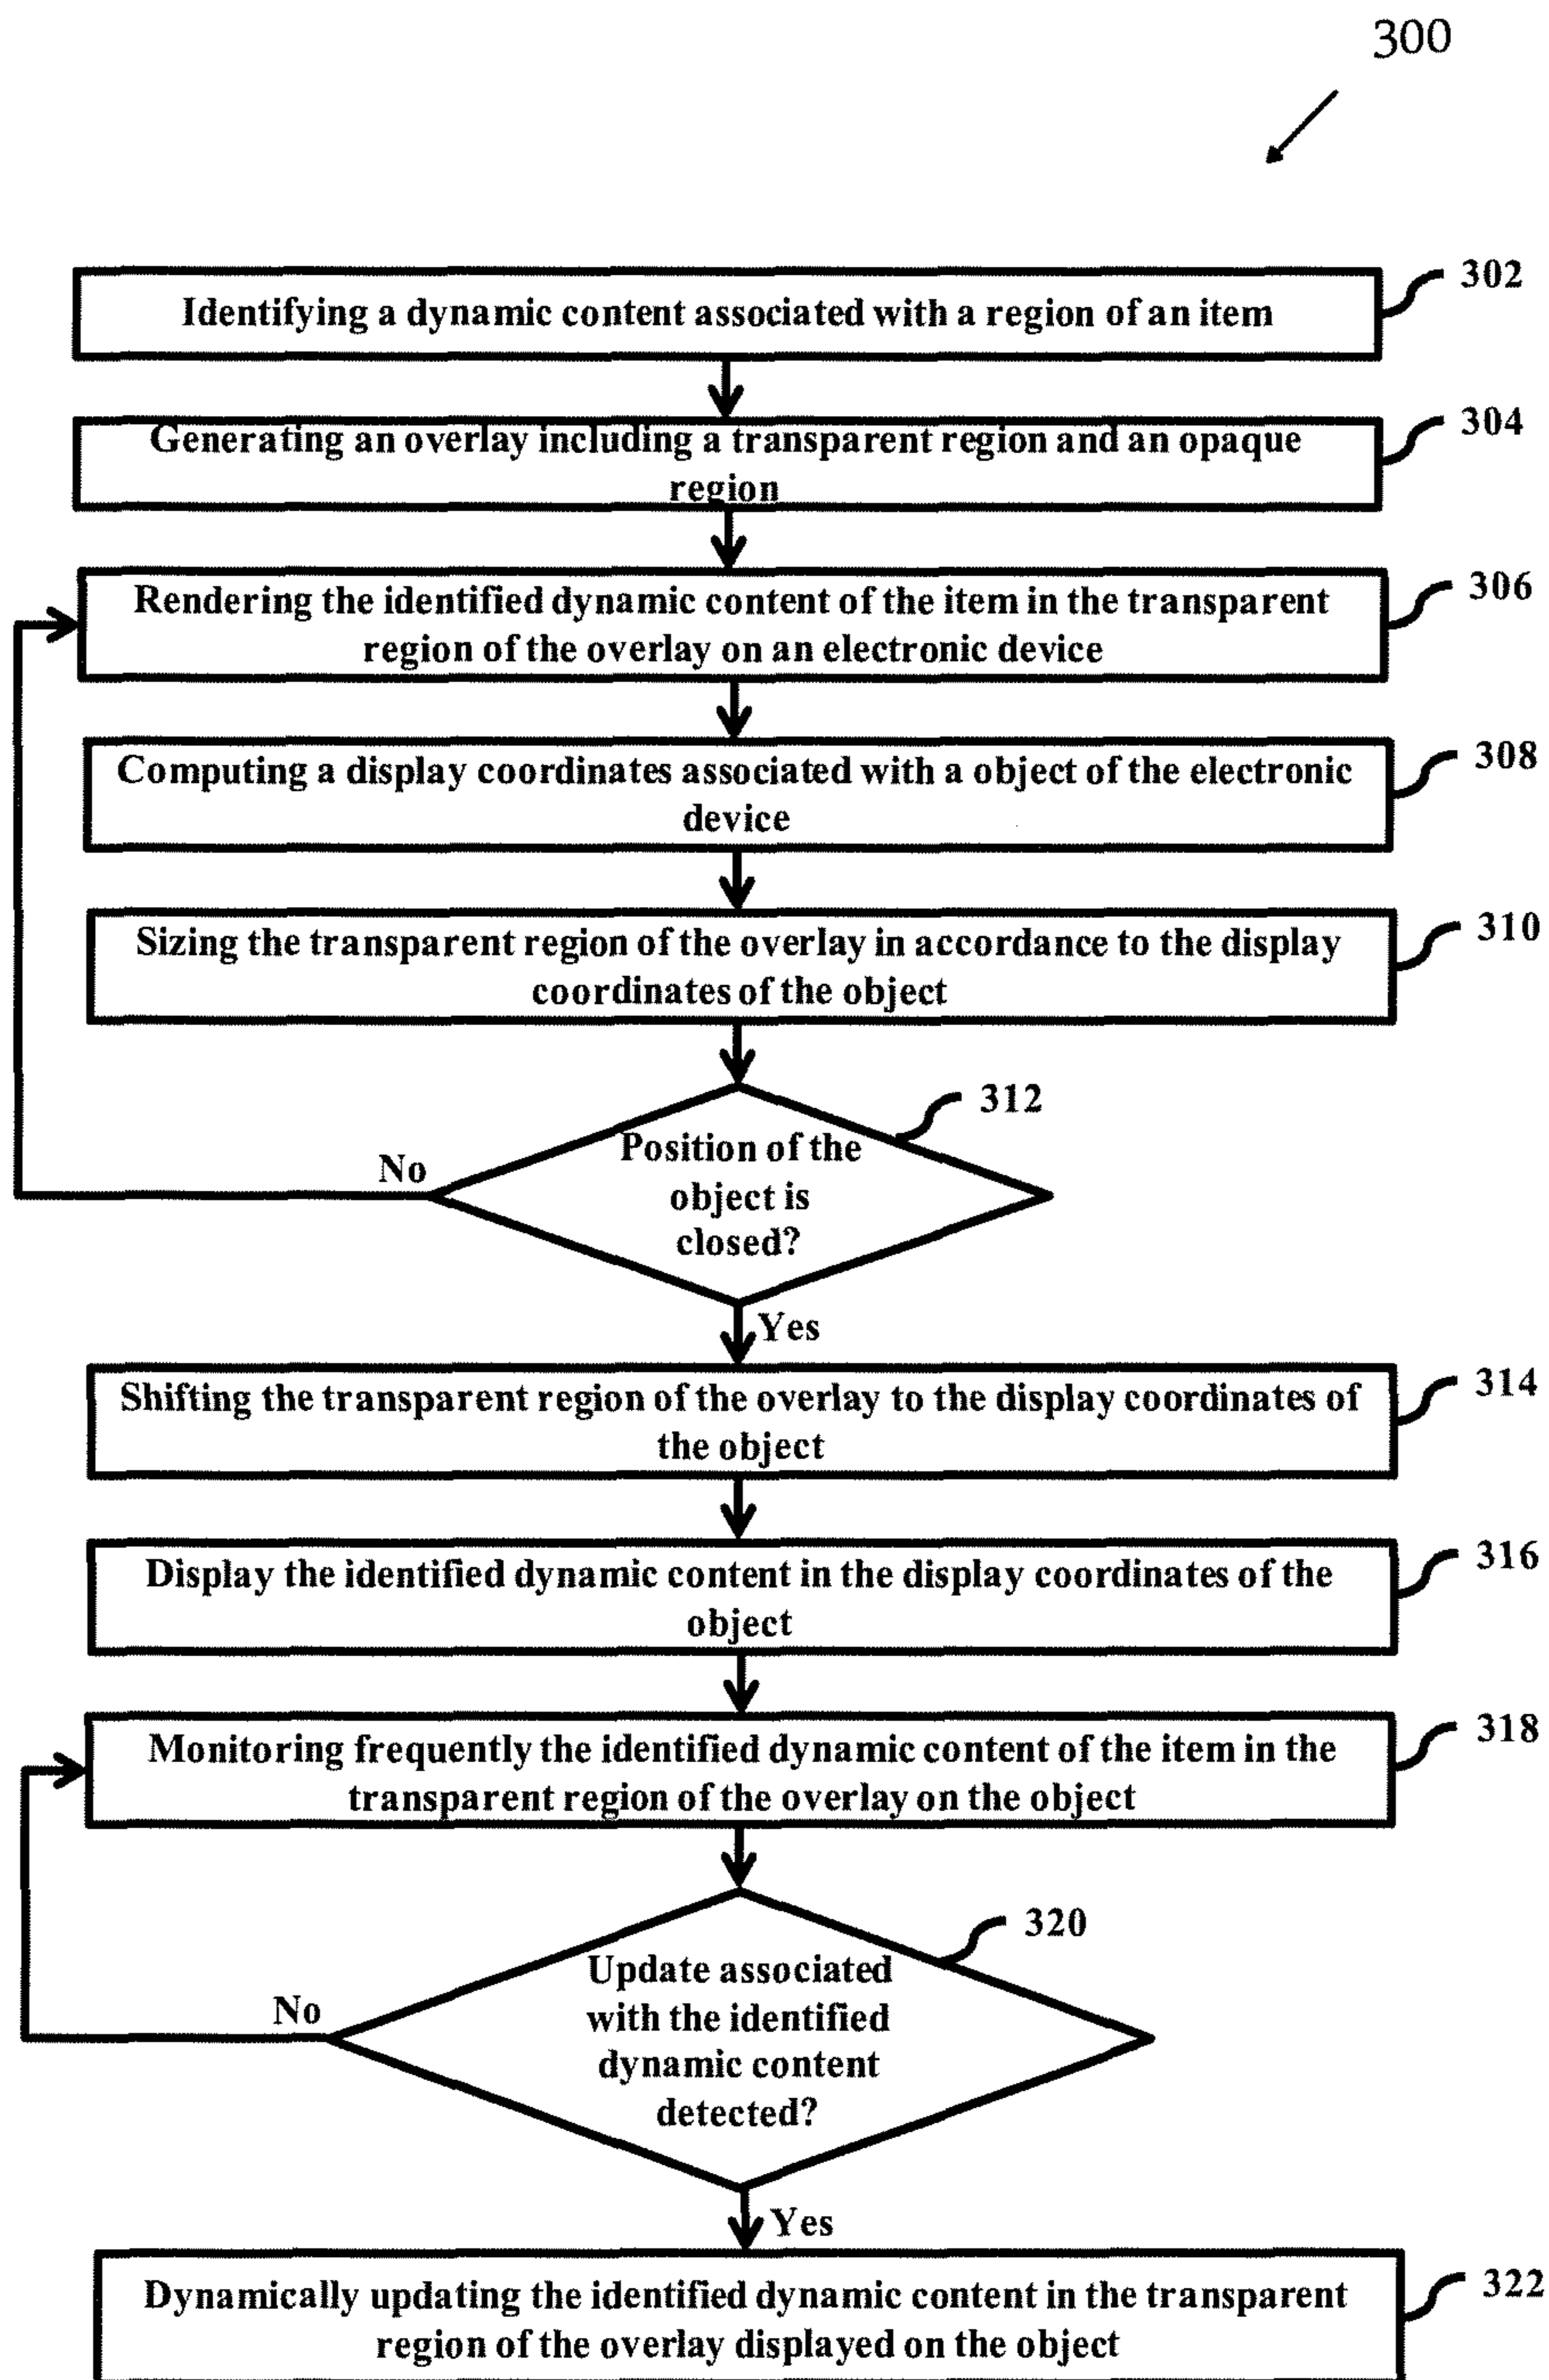 300
302
Identifying a dynamic content associated with a region of an item
304
Generating an overlay including a transparent region and an opaque
region
306
Rendering the identified dynamic content of the item in the transparent
region of the overlay on an electronic device
308
Computing a display coordinates associated with a object of the electronic
device
310
Sizing the transparent region of the overlay in accordance to the display
coordinates of the object
312
Position of the
object is
closed?
No
Yes
314
Shifting the transparent region of the overlay to the display coordinates of
the object
316
Display the identified dynamic content in the display coordinates of the
object
318
Monitoring frequently the identified dynamic content of the item in the
transparent region of the overlay on the object
320
Update associated
with the identified
dynamic content
detected?
No
Yes
322
Dynamically updating the identified dynamic content in the transparent
region of the overlay displayed on the object